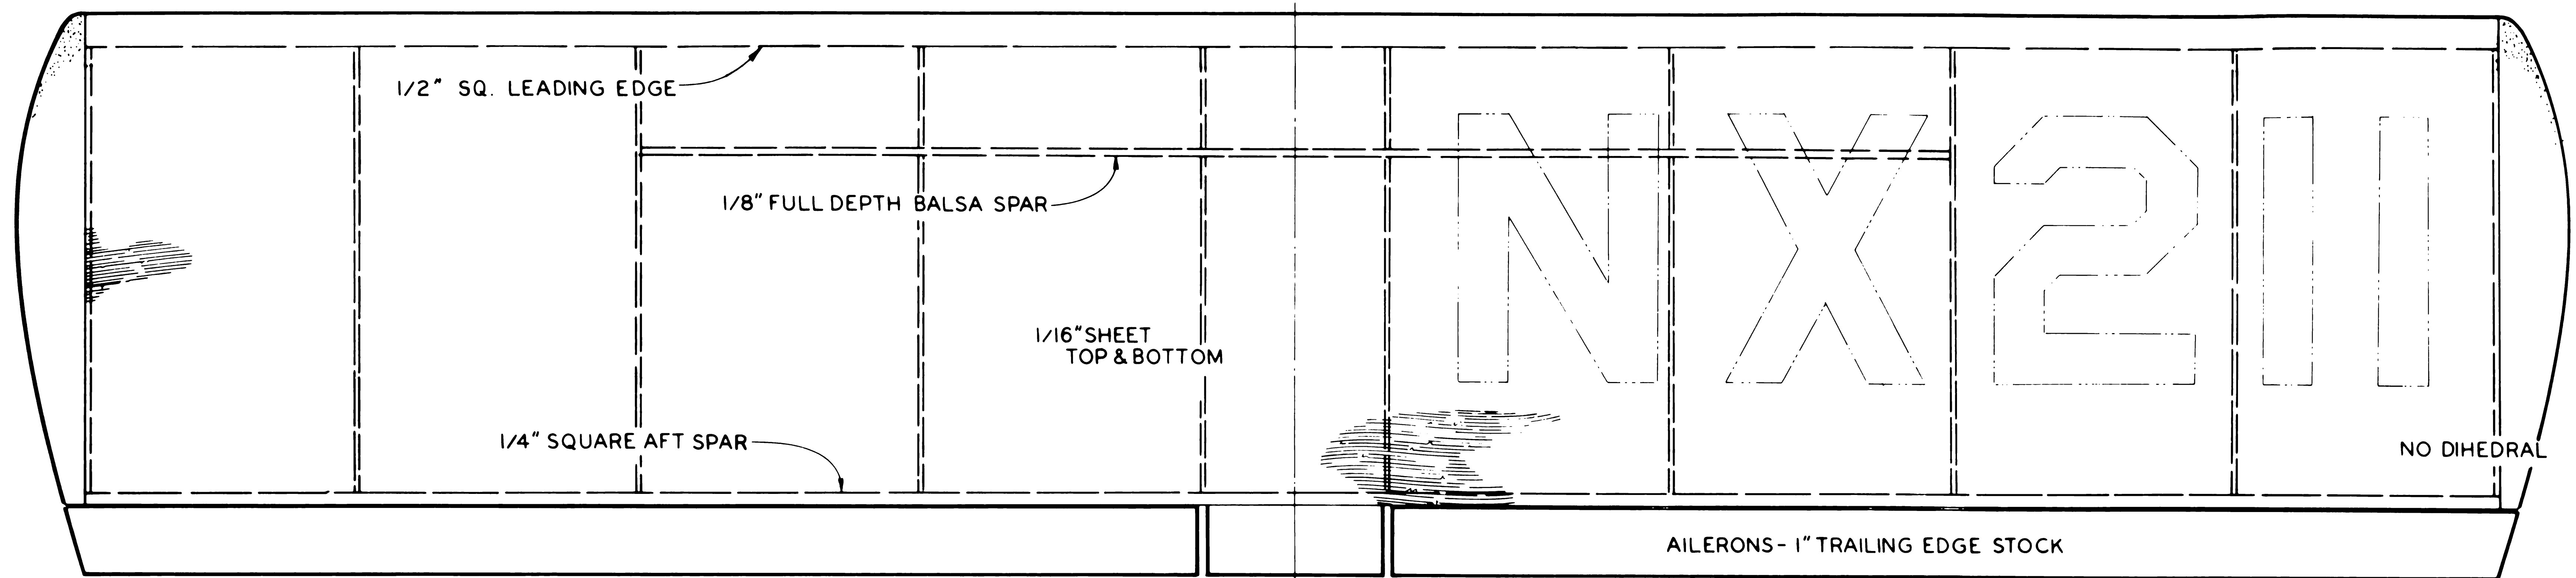 1/2" SQ. LEADING EDGE
1/8" FULL DEPTH BALSA SPAR
NX211
1/16" SHEET
TOP & BOTTOM
1/4" SQUARE AFT SPAR
NO DIHEDRAL
AILERONS - 1" TRAILING EDGE STOCK